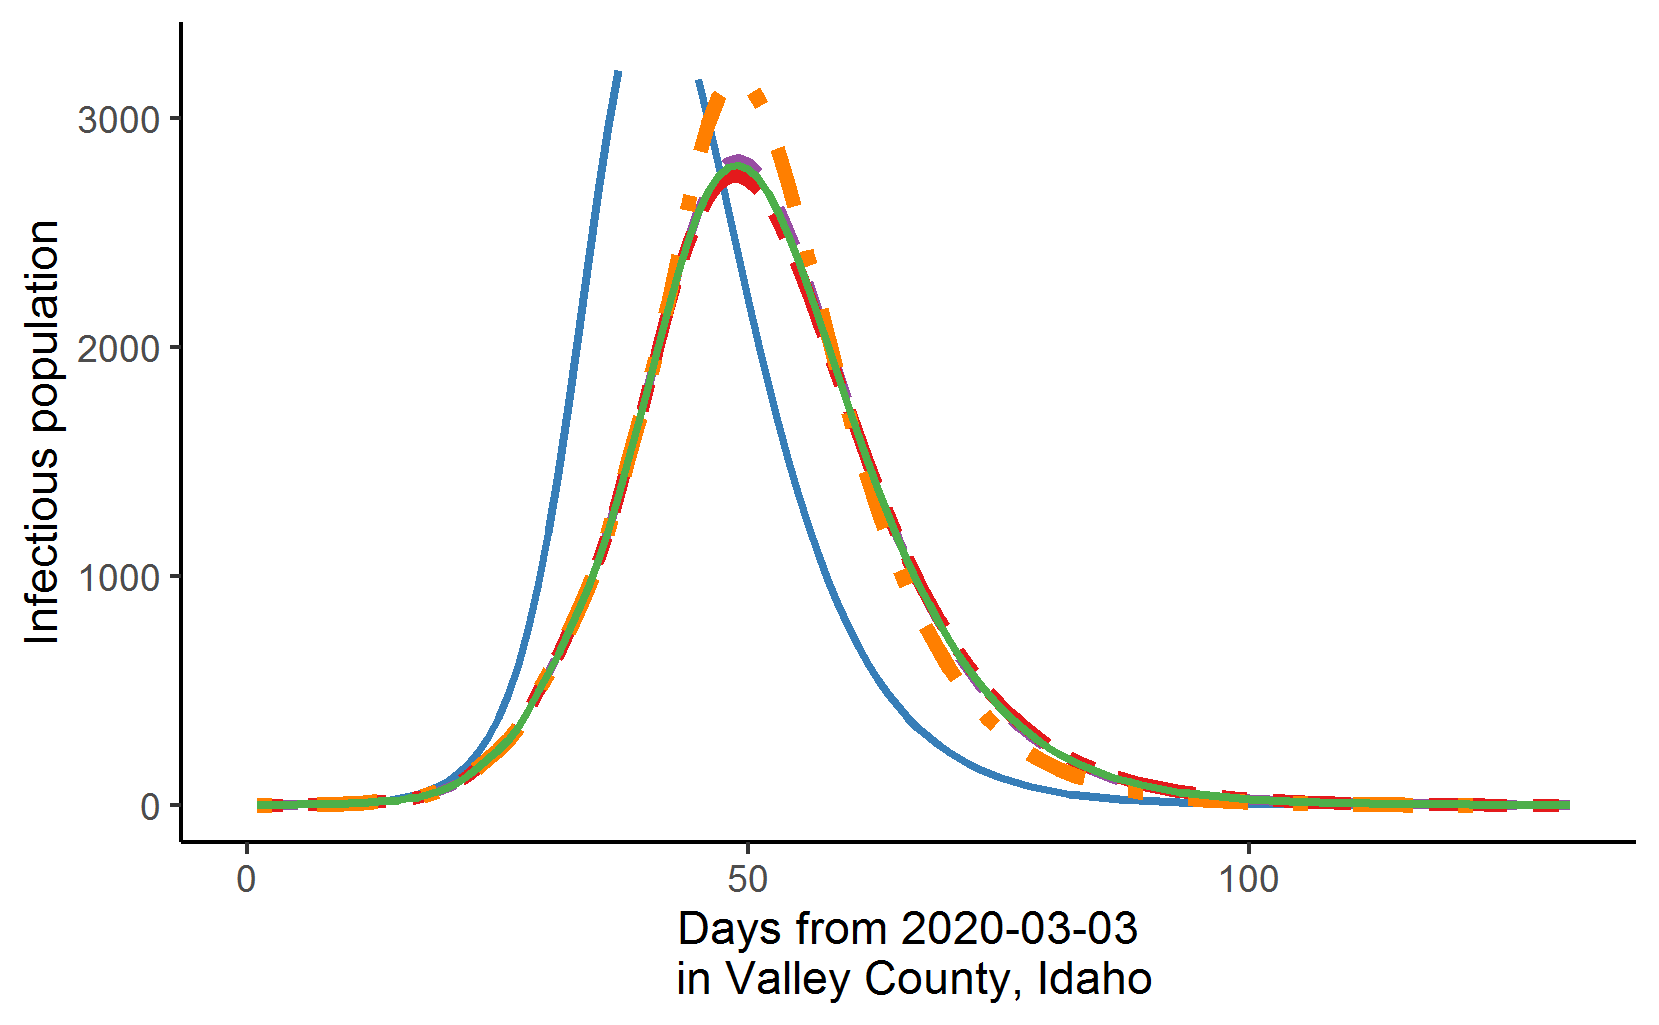 Infectious population
3000
2000
1000
0
0
50
100
Days from 2020-03-03
in Valley County, Idaho